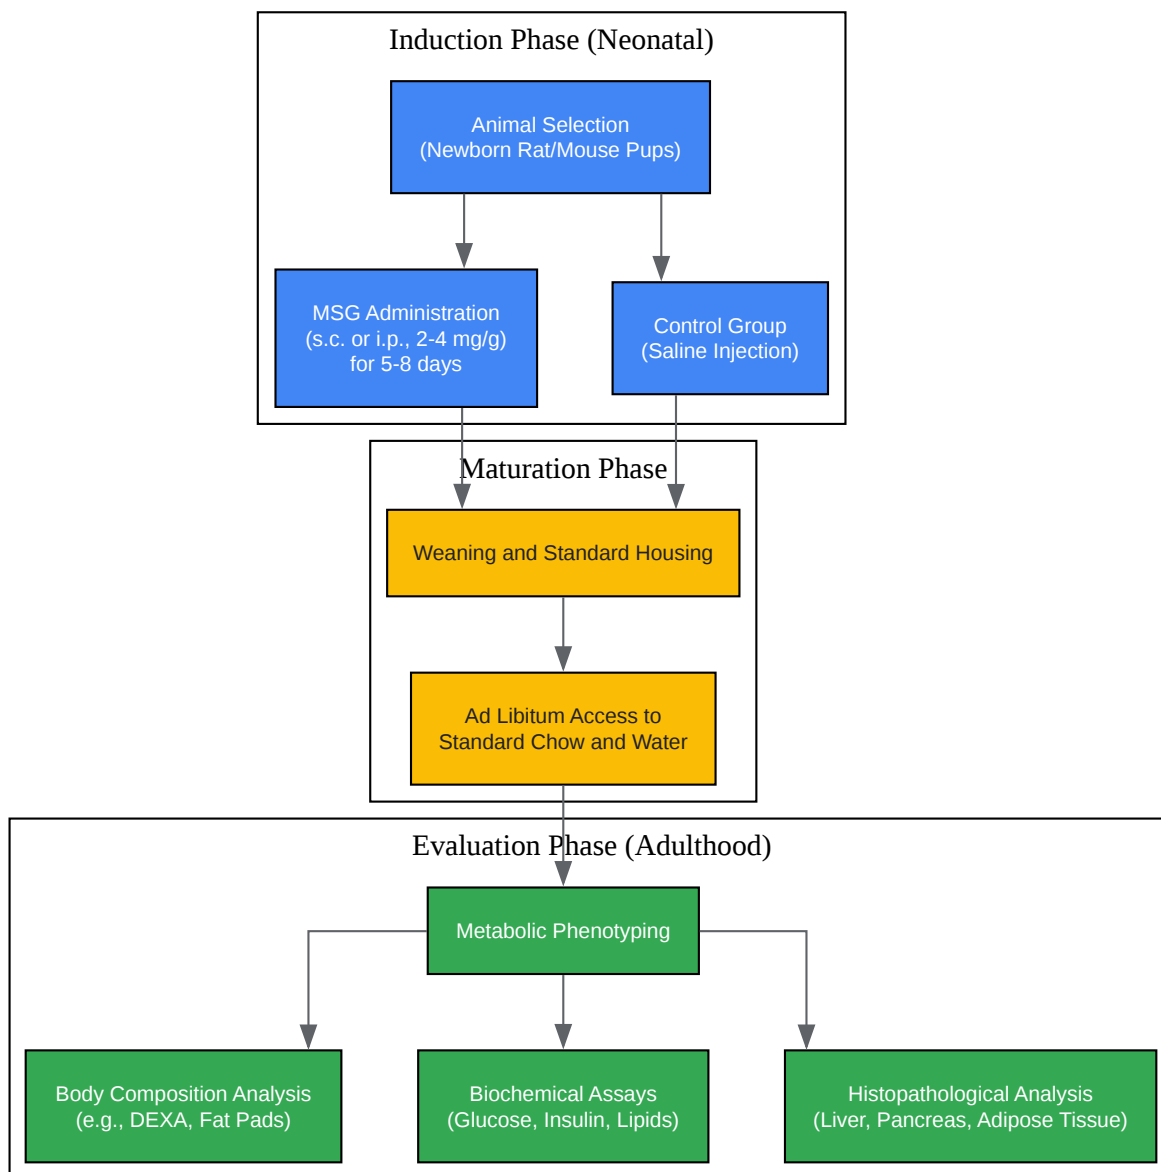 Induction Phase (Neonatal)
Animal Selection
(Newborn Rat/Mouse Pups)
MSG Administration
(s.c. or i.p., 2-4 mg/g)
for 5-8 days
Control Group
(Saline Injection)
Maturation Phase
Weaning and Standard Housing
Ad Libitum Access to
Standard Chow and Water
Evaluation Phase (Adulthood)
Metabolic Phenotyping
Body Composition Analysis
(e.g., DEXA, Fat Pads)
Biochemical Assays
(Glucose, Insulin, Lipids)
Histopathological Analysis
(Liver, Pancreas, Adipose Tissue)